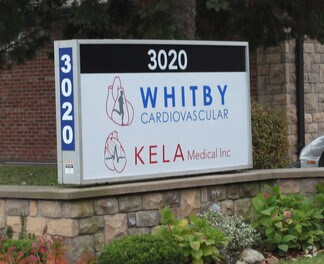 3020
3020
WHITBY
CARDIOVASCULAR
KELA Medical Inc